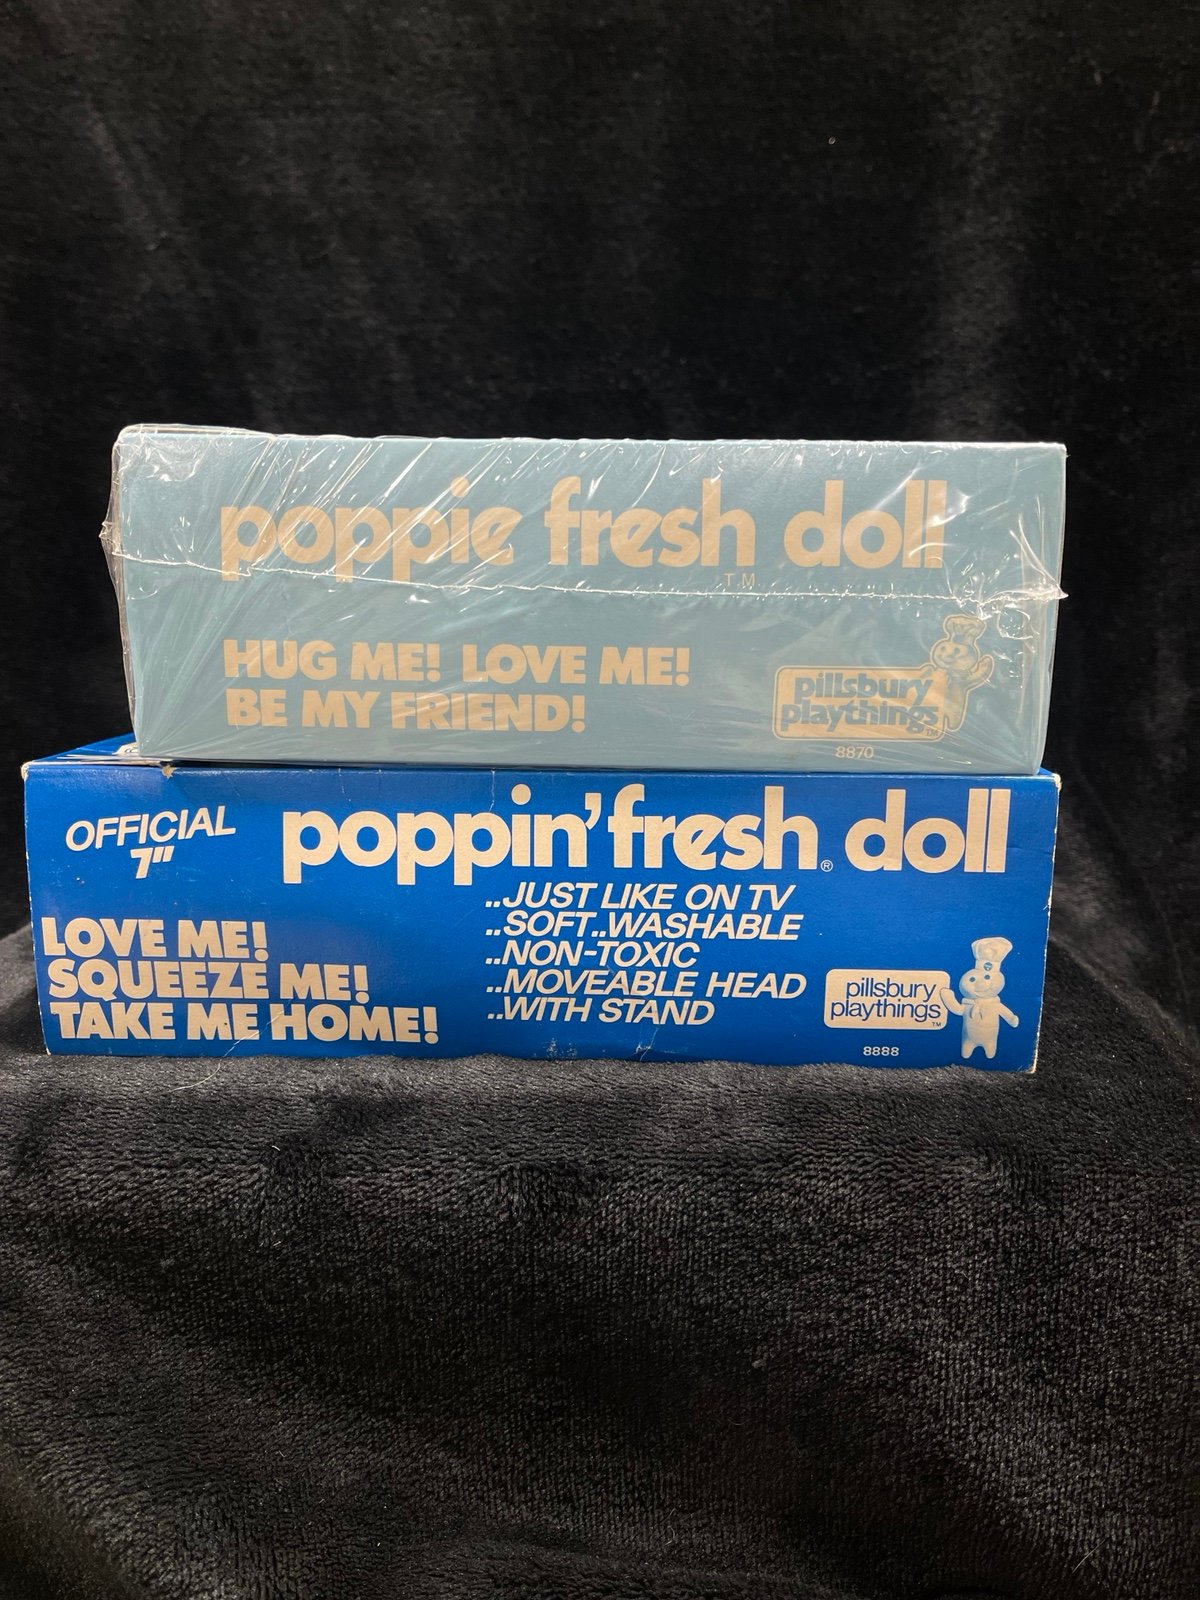 poppie fresh doll
TM
HUG ME! LOVE ME!
BE MY FRIEND!
pillsbury
playthings TM
8870
OFFICIAL
7"
poppin' fresh® doll
..JUST LIKE ON TV
..SOFT..WASHABLE
..NON-TOXIC
..MOVEABLE HEAD
..WITH STAND
LOVE ME!
SQUEEZE ME!
TAKE ME HOME!
pillsbury
playthings TM
8888